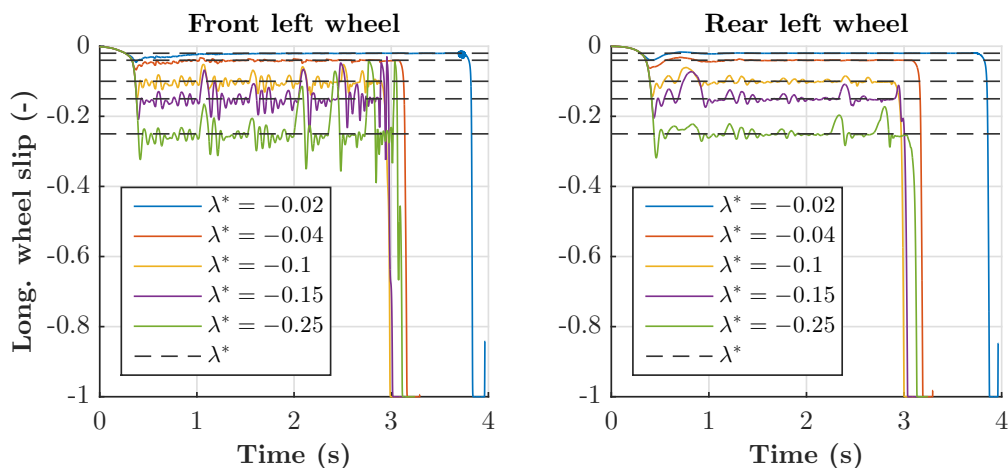 Front left wheel
Long. wheel slip (-)
0
-0.2
-0.4
-0.6
-0.8
-1
λ* = −0.02
λ* = −0.04
λ* = −0.1
λ* = −0.15
λ* = −0.25
λ*
0 1 2 3 4
Time (s)
Rear left wheel
0
-0.2
-0.4
-0.6
-0.8
-1
λ* = −0.02
λ* = −0.04
λ* = −0.1
λ* = −0.15
λ* = −0.25
λ*
0 1 2 3 4
Time (s)